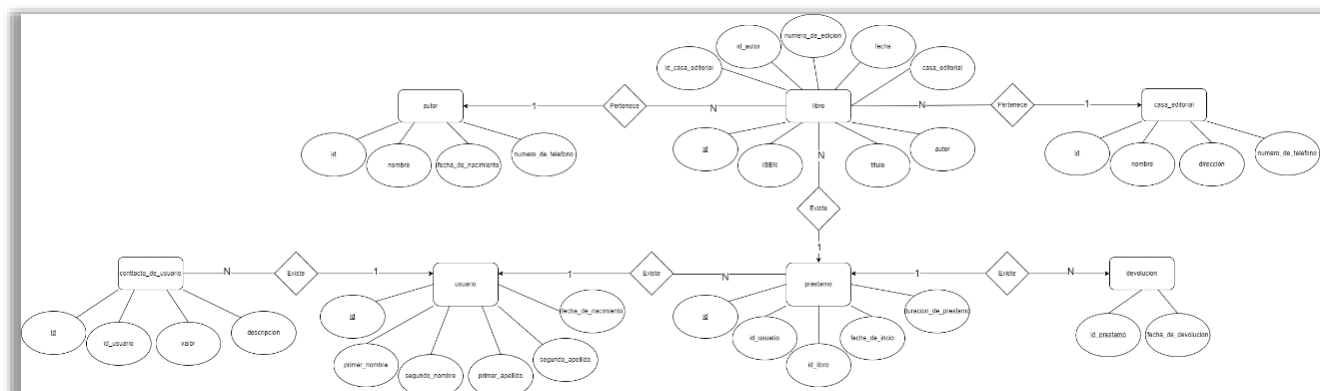 numero_de_edicion
id_autor
fecha
id_casa_editorial
casa_editorial
autor
1
Pertenece
N
libro
N
Pertenece
1
casa_editorial
id
nombre
fecha_de_nacimiento
numero_de_telefono
id
ISBN
N
titulo
autor
id
nombre
direccion
numero_de_telefono
Existe
1
conttacto_de_usuario
N
Existe
1
usuario
1
Existe
N
prestamo
1
Existe
N
devolucion
id
id_usuario
valor
descripcion
id
fecha_de_nacimiento
primer_nombre
segundo_nombre
primer_apellido
segundo_apellido
id
id_usuario
id_libro
fecha_de_incio
duracion_de_prestamo
id_prestamo
fecha_de_devolucion